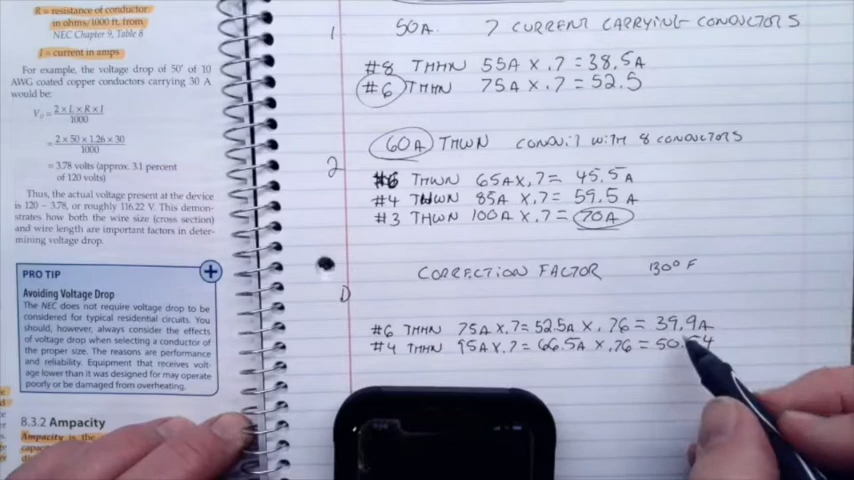 R = resistance of conductor
in ohms/1000 ft, from
NEC Chapter 9, Table 8
I = current in amps
For example, the voltage drop of 50' of 10
AWG coated copper conductors carrying 30 A
would be:
V_D = 2 × L × R × I / 1000
= 2 × 50 × 1.26 × 30 / 1000
= 3.78 volts (approx. 3.1 percent
of 120 volts)
Thus, the actual voltage present at the device
is 120 – 3.78, or roughly 116.22 V. This demon-
strates how both the wire size (cross section)
and wire length are important factors in deter-
mining voltage drop.
PRO TIP
Avoiding Voltage Drop
The NEC does not require voltage drop to be
considered for typical residential circuits. You
should, however, always consider the effects
of voltage drop when selecting a conductor of
the proper size. The reasons are performance
and reliability. Equipment that receives volt-
age lower than it was designed for may operate
poorly or be damaged from overheating.
8.3.2 Ampacity
Ampacity is the
1. 50A. 7 CURRENT CARRYING CONDUCTORS
#8 THHN 55A X .7 = 38.5A
#6 THHN 75A X .7 = 52.5
2 60A THWN CONDUIT WITH 8 CONDUCTORS
#6 THWN 65A X .7 = 45.5A
#4 THWN 85A X .7 = 59.5 A
#3 THWN 100A X .7 = 70A
CORRECTION FACTOR 130° F
#6 THHN 75A X .7 = 52.5A X .76 = 39.9A
#4 THHN 95A X .7 = 66.5A X .76 = 50.54